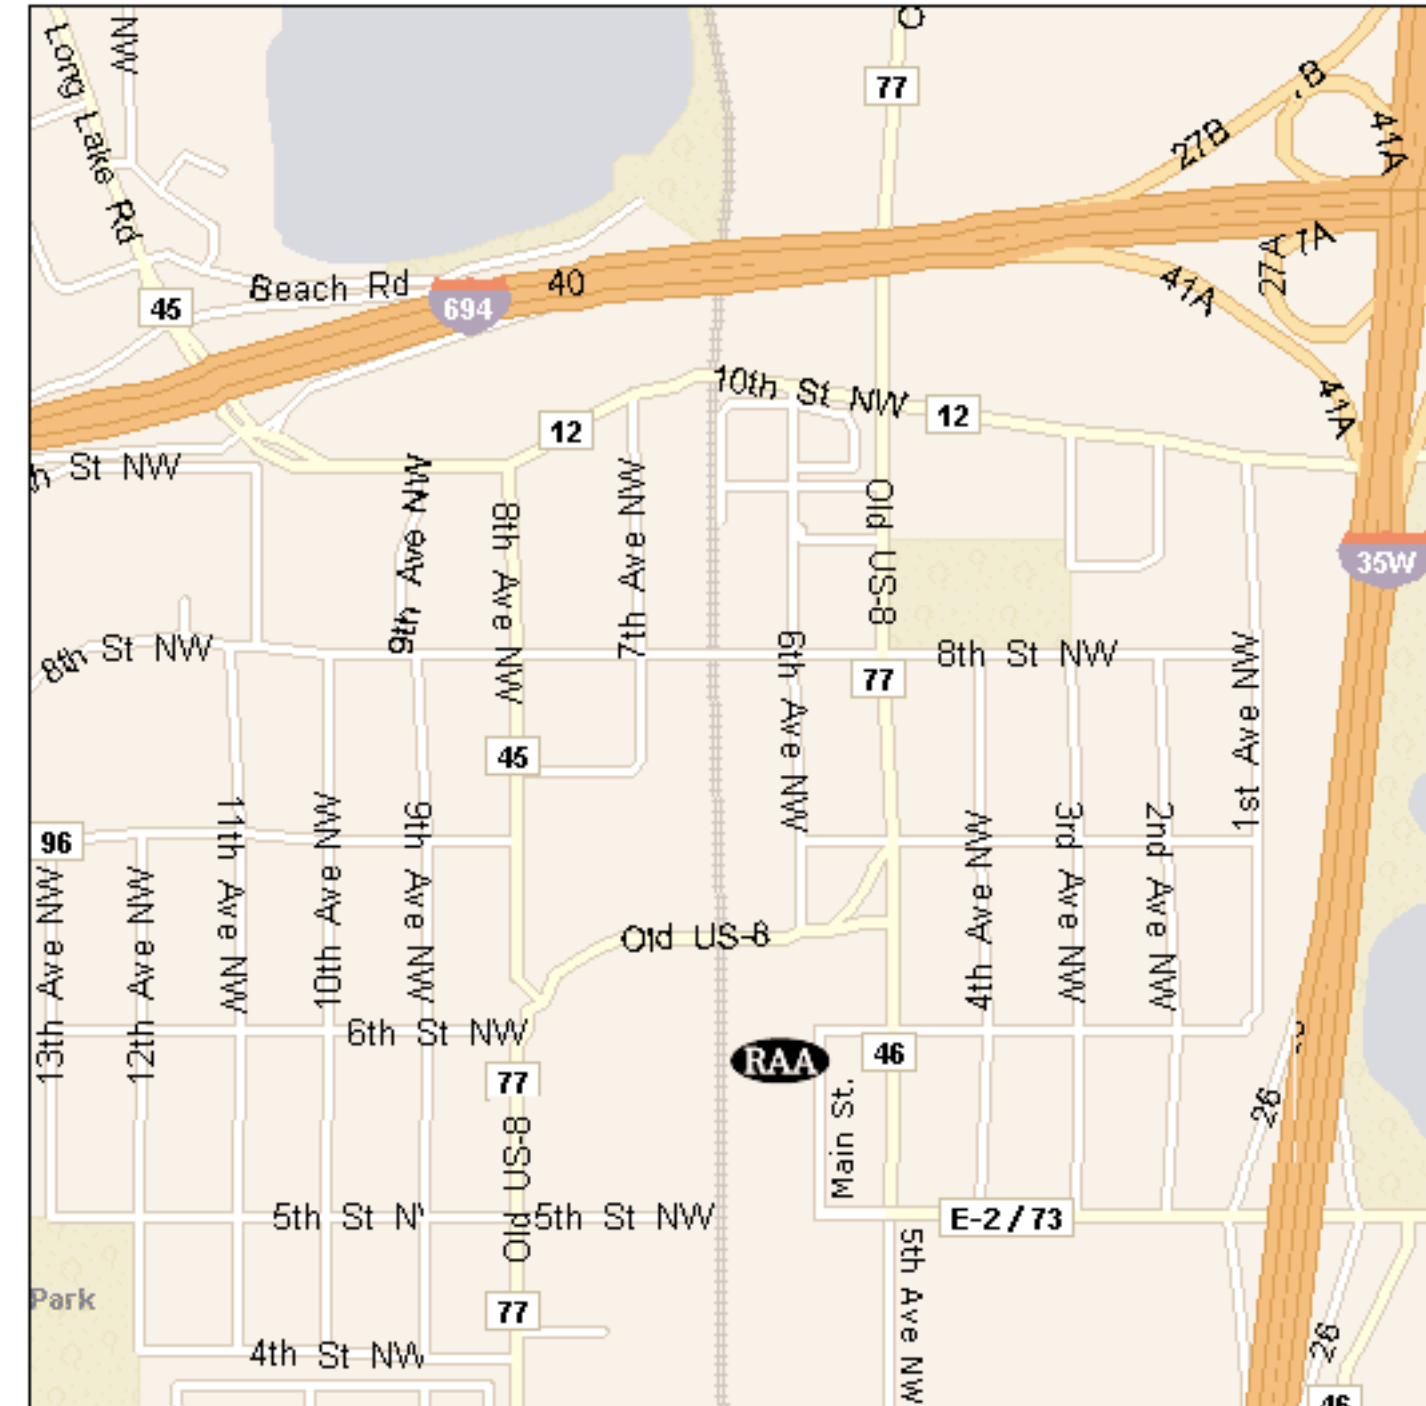 Long Lake Rd
NW
77
27B
41A
27A
41A
41A
45
Beach Rd
694
40
10th St NW
12
12
St NW
9th Ave NW
8th Ave NW
7th Ave NW
Old US-8
35W
8th St NW
8th St NW
6th Ave NW
77
1st Ave NW
45
96
11th Ave NW
10th Ave NW
9th Ave NW
4th Ave NW
3rd Ave NW
2nd Ave NW
13th Ave NW
12th Ave NW
Old US-8
6th St NW
RAA
46
77
Main St.
26
Old US-8
5th St N
5th St NW
E-2 / 73
5th Ave NW
Park
77
4th St NW
26
46